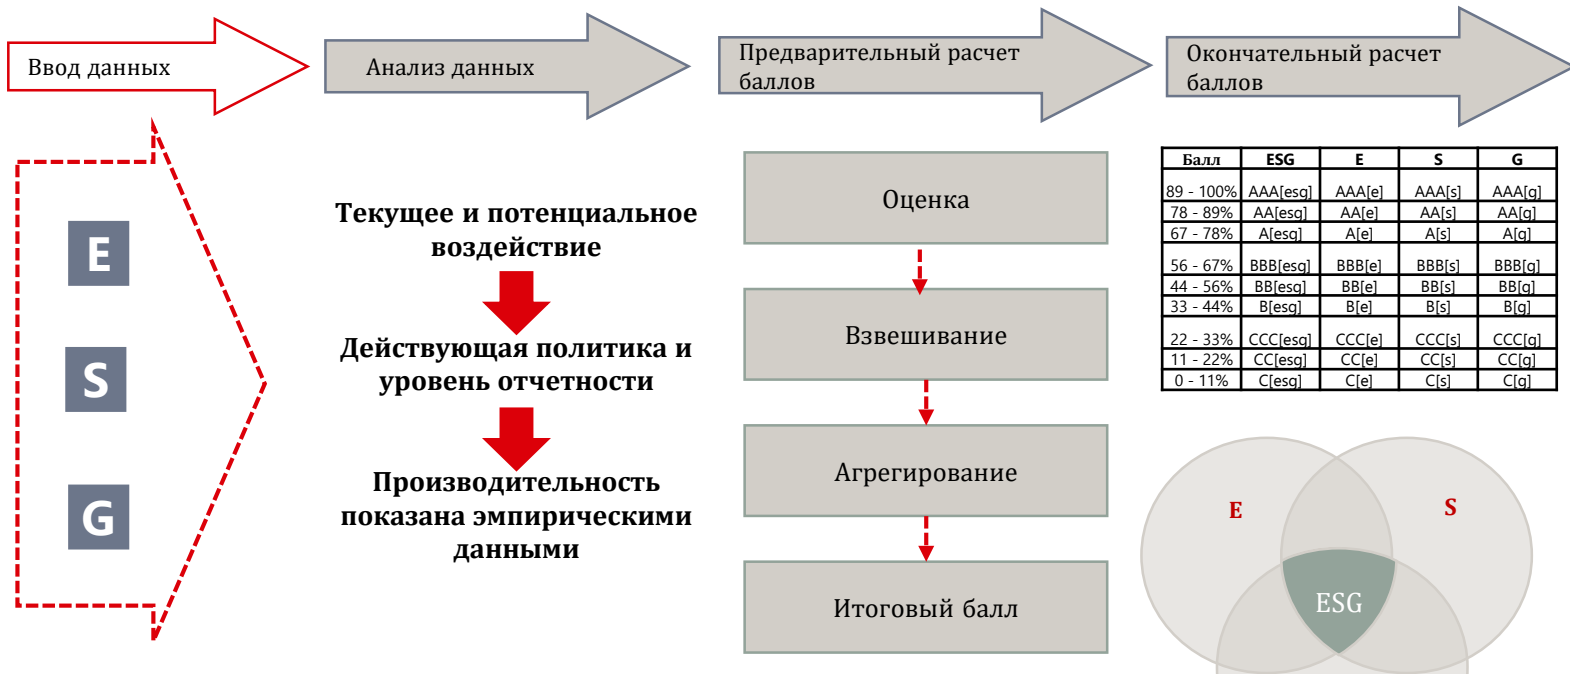 Ввод данных
Анализ данных
Предварительный расчет
баллов
Окончательный расчет
баллов
E
S
G
Текущее и потенциальное
воздействие
Действующая политика и
уровень отчетности
Производительность
показана эмпирическими
данными
Оценка
Взвешивание
Агрегирование
Итоговый балл
Балл ESG E S G
89 - 100% AAA[esg] AAA[e] AAA[s] AAA[g]
78 - 89% AA[esg] AA[e] AA[s] AA[g]
67 - 78% A[esg] A[e] A[s] A[g]
56 - 67% BBB[esg] BBB[e] BBB[s] BBB[g]
44 - 56% BB[esg] BB[e] BB[s] BB[g]
33 - 44% B[esg] B[e] B[s] B[g]
22 - 33% CCC[esg] CCC[e] CCC[s] CCC[g]
11 - 22% CC[esg] CC[e] CC[s] CC[g]
0 - 11% C[esg] C[e] C[s] C[g]
E
S
ESG